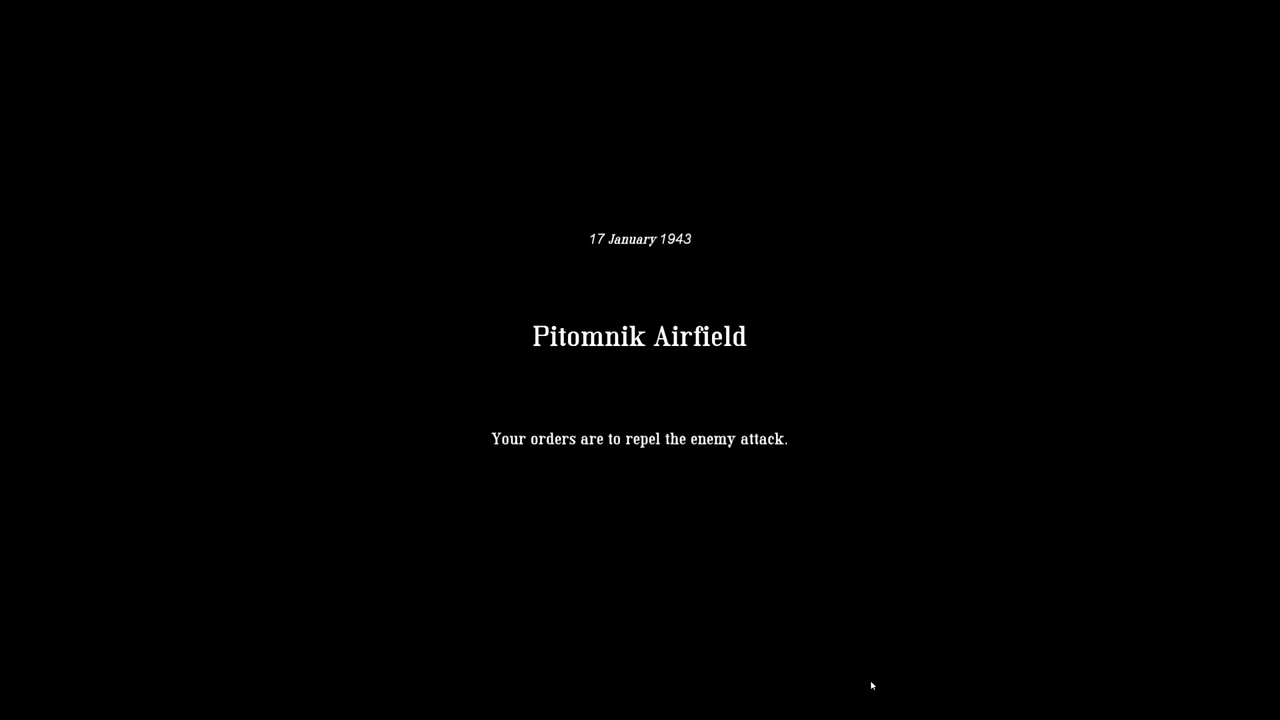 17 January 1943
Pitomnik Airfield
Your orders are to repel the enemy attack.